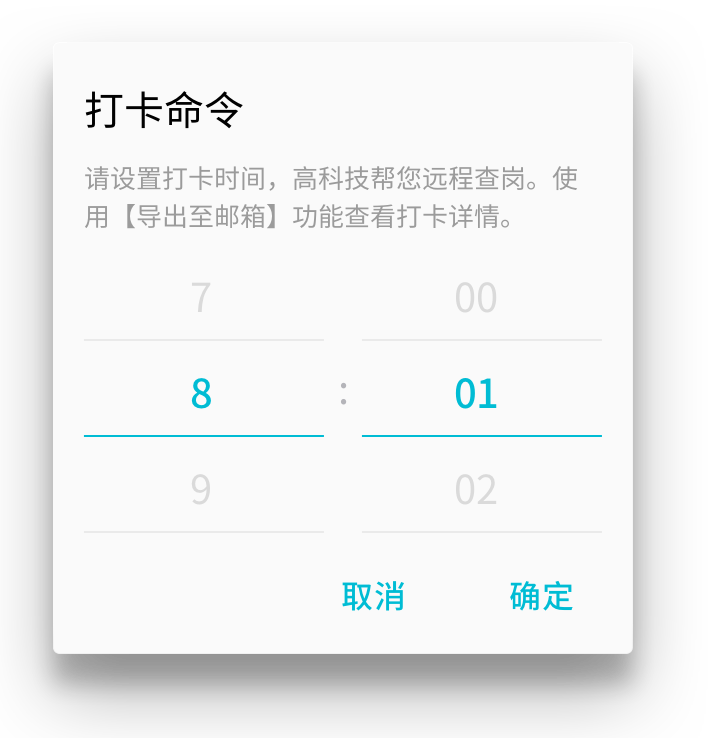 打卡命令
请设置打卡时间，高科技帮您远程查岗。使
用【导出至邮箱】功能查看打卡详情。
7 00
8 : 01
9 02
取消 确定